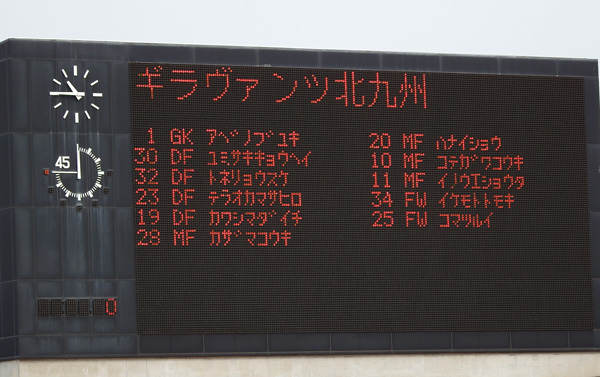 ギラヴァンツ北九州
1 GK アベノブユキ
30 DF ユミサキキョウヘイ
32 DF トネリョウスケ
23 DF テラオカマサヒロ
19 DF カワシマダイチ
28 MF カザマコウキ
20 MF ハナイショウ
10 MF コテガワコウキ
11 MF イノウエショウタ
34 FW イケモトトモキ
25 FW コマツルイ
45
0